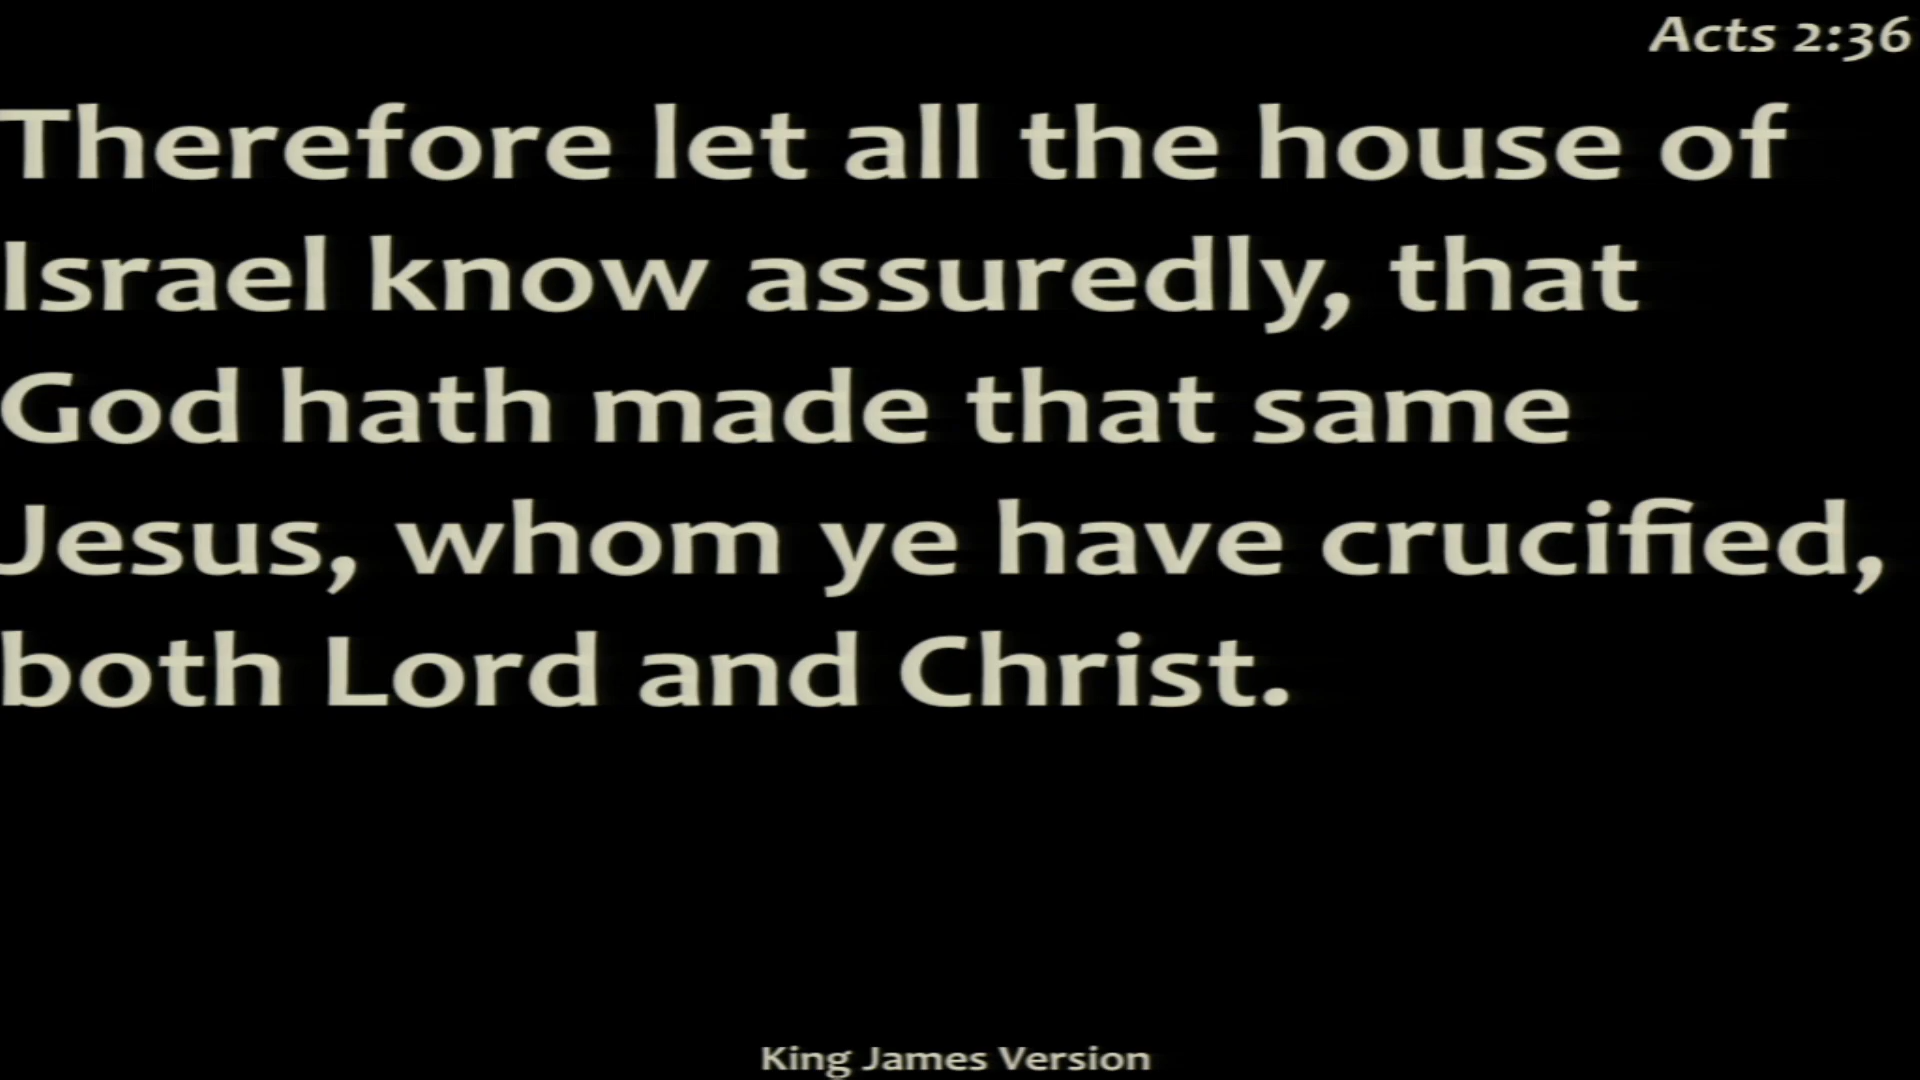 Acts 2:36
Therefore let all the house of
Israel know assuredly, that
God hath made that same
Jesus, whom ye have crucified,
both Lord and Christ.
King James Version